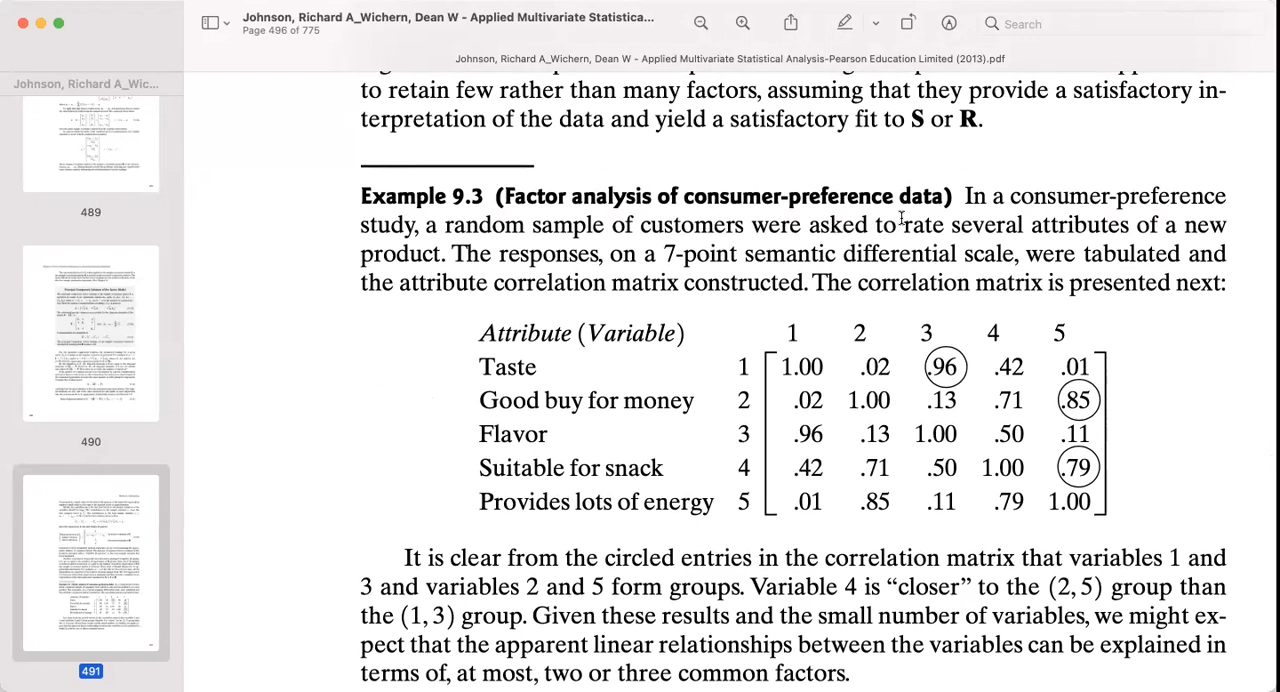 Johnson, Richard A_Wichern, Dean W - Applied Multivariate Statistica...
Page 496 of 775
Search
Johnson, Richard A_Wichern, Dean W - Applied Multivariate Statistical Analysis-Pearson Education Limited (2013).pdf
Johnson, Richard A_Wic...
489
490
491
to retain few rather than many factors, assuming that they provide a satisfactory in-
terpretation of the data and yield a satisfactory fit to S or R.
Example 9.3 (Factor analysis of consumer-preference data) In a consumer-preference
study, a random sample of customers were asked to rate several attributes of a new
product. The responses, on a 7-point semantic differential scale, were tabulated and
the attribute correlation matrix constructed. The correlation matrix is presented next:
Attribute (Variable) 1 2 3 4 5
Taste 1 1.00 .02 .96 .42 .01
Good buy for money 2 .02 1.00 .13 .71 .85
Flavor 3 .96 .13 1.00 .50 .11
Suitable for snack 4 .42 .71 .50 1.00 .79
Provides lots of energy 5 .01 .85 .11 .79 1.00
It is clear from the circled entries in the correlation matrix that variables 1 and
3 and variables 2 and 5 form groups. Variable 4 is “closer” to the (2, 5) group than
the (1, 3) group. Given these results and the small number of variables, we might ex-
pect that the apparent linear relationships between the variables can be explained in
terms of, at most, two or three common factors.